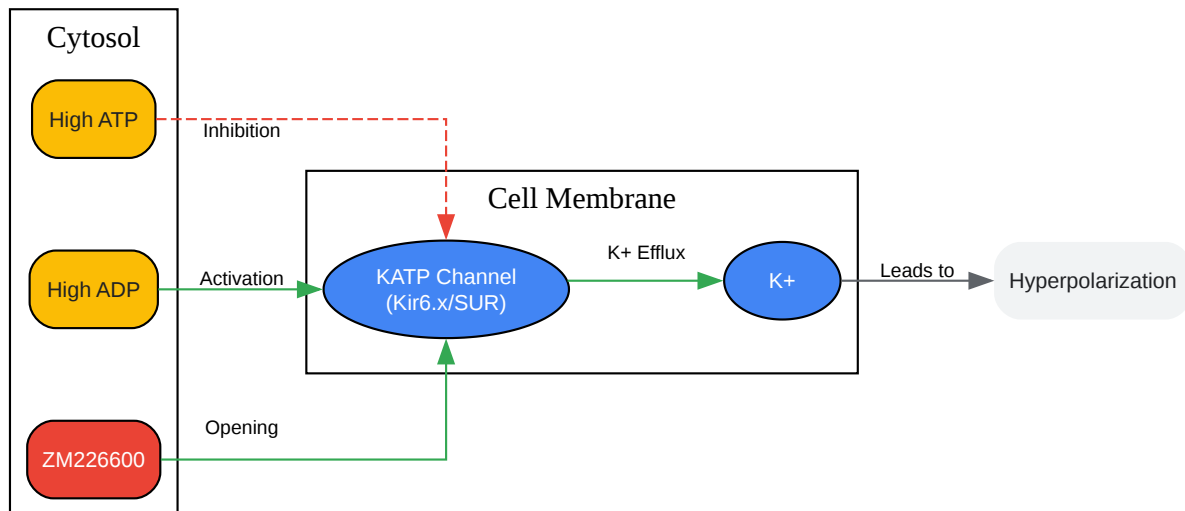 Cytosol
High ATP
Inhibition
Cell Membrane
High ADP
Activation
KATP Channel
(Kir6.x/SUR)
K+ Efflux
K+
Leads to
Hyperpolarization
Opening
ZM226600